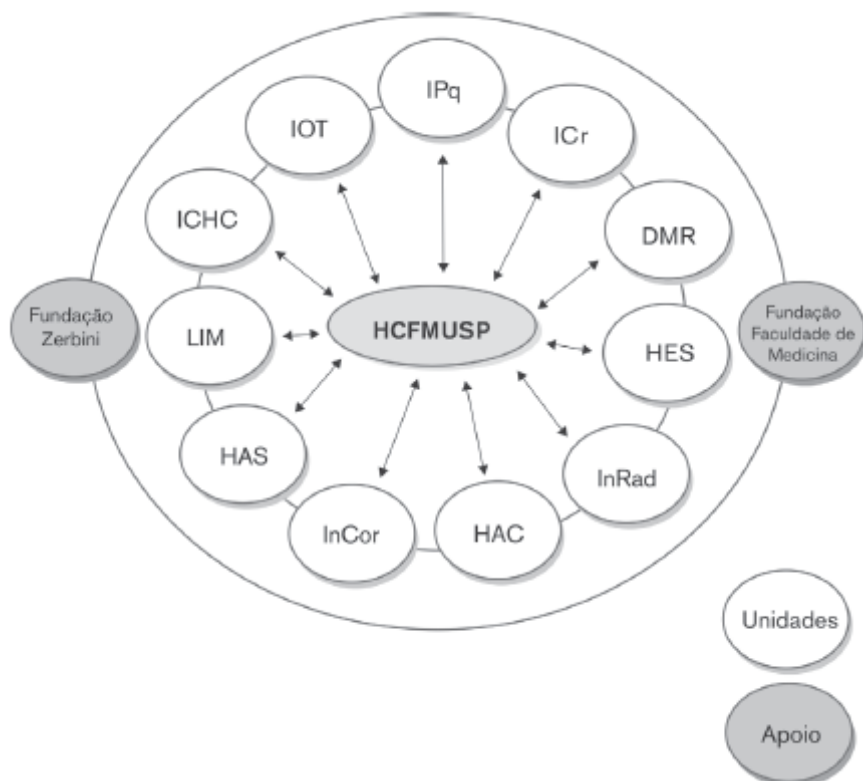 IPq
IOT
ICr
ICHC
DMR
Fundação
Zerbini
LIM
HCFMUSP
HES
Fundação
Faculdade de
Medicina
HAS
InRad
InCor
HAC
Unidades
Apoio